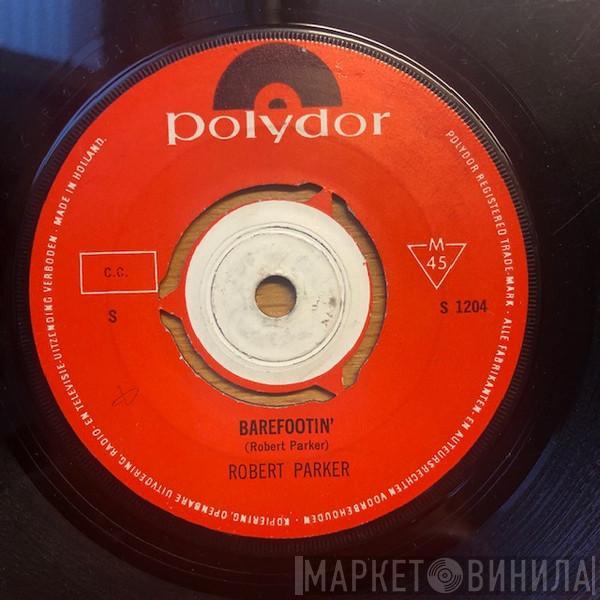 polydor
KOPIERING, OPENBARE UITVOERING, RADIO- EN TELEVISIE-UITZENDING VERBODEN · MADE IN HOLLAND.
POLYDOR REGISTERED TRADE-MARK · ALLE FABRIKANTEN- EN AUTEURSRECHTEN VOORBEHOUDEN ·
C.C.
S
M
45
S 1204
BAREFOOTIN'
(Robert Parker)
ROBERT PARKER
МАРКЕТ ВИНИЛА